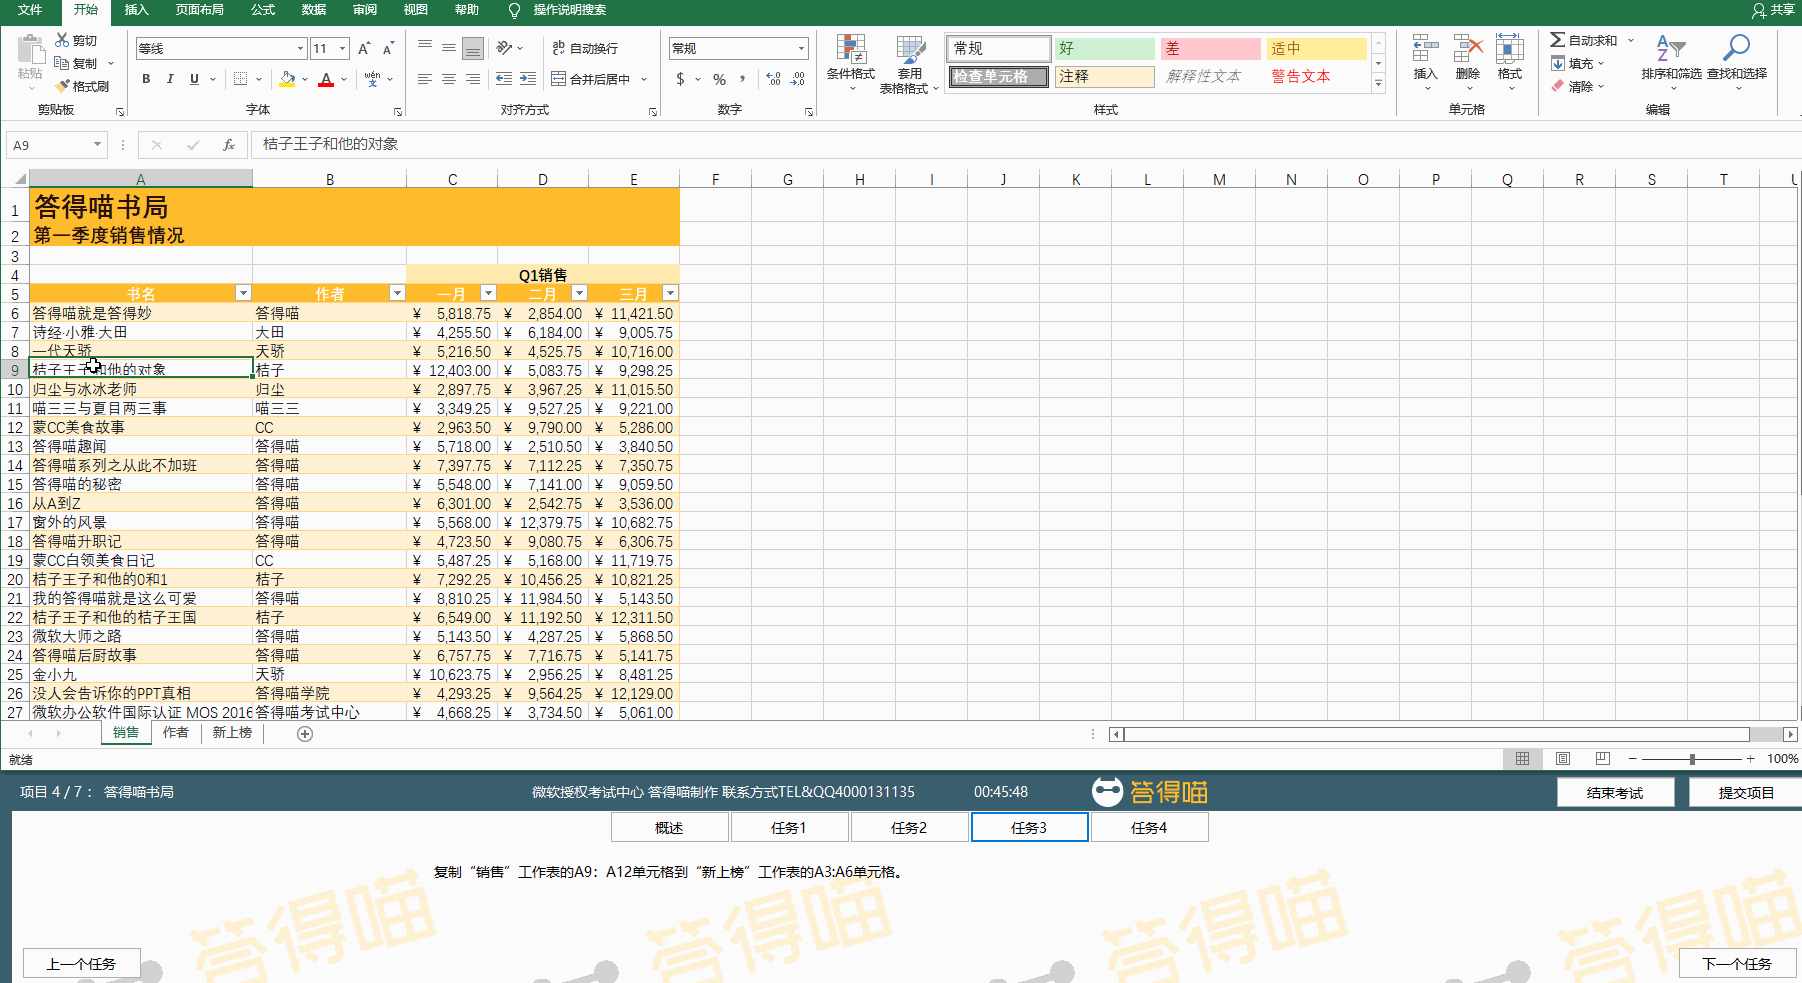 文件 开始 插入 页面布局 公式 数据 审阅 视图 帮助 操作说明搜索 共享
粘贴 剪切 复制 格式刷 剪贴板
等线 11 A A B I U A wén 文 字体
ab 自动换行 合并后居中 对齐方式
常规 $ % , .00 数字
条件格式 套用表格格式 常规 好 差 适中 检查单元格 注释 解释性文本 警告文本 样式
插入 删除 格式 单元格
自动求和 填充 清除 排序和筛选 查找和选择 编辑
A9 fx 桔子王子和他的对象
A B C D E F G H I J K L M N O P Q R S T U
1 答得喵书局
2 第一季度销售情况
3
4 Q1销售
5 书名 作者 一月 二月 三月
6 答得喵就是答得妙 答得喵 ¥ 5,818.75 ¥ 2,854.00 ¥ 11,421.50
7 诗经·小雅·大田 大田 ¥ 4,255.50 ¥ 6,184.00 ¥ 9,005.75
8 一代天骄 天骄 ¥ 5,216.50 ¥ 4,525.75 ¥ 10,716.00
9 桔子王子和他的对象 桔子 ¥ 12,403.00 ¥ 5,083.75 ¥ 9,298.25
10 归尘与冰冰老师 归尘 ¥ 2,897.75 ¥ 3,967.25 ¥ 11,015.50
11 喵三三与夏目两三事 喵三三 ¥ 3,349.25 ¥ 9,527.25 ¥ 9,221.00
12 蒙CC美食故事 CC ¥ 2,963.50 ¥ 9,790.00 ¥ 5,286.00
13 答得喵趣闻 答得喵 ¥ 5,718.00 ¥ 2,510.50 ¥ 3,840.50
14 答得喵系列之从此不加班 答得喵 ¥ 7,397.75 ¥ 7,112.25 ¥ 7,350.75
15 答得喵的秘密 答得喵 ¥ 5,548.00 ¥ 7,141.00 ¥ 9,059.50
16 从A到Z 答得喵 ¥ 6,301.00 ¥ 2,542.75 ¥ 3,536.00
17 窗外的风景 答得喵 ¥ 5,568.00 ¥ 12,379.75 ¥ 10,682.75
18 答得喵升职记 答得喵 ¥ 4,723.50 ¥ 9,080.75 ¥ 6,306.75
19 蒙CC白领美食日记 CC ¥ 5,487.25 ¥ 5,168.00 ¥ 11,719.75
20 桔子王子和他的0和1 桔子 ¥ 7,292.25 ¥ 10,456.25 ¥ 10,821.25
21 我的答得喵就是这么可爱 答得喵 ¥ 8,810.25 ¥ 11,984.50 ¥ 5,143.50
22 桔子王子和他的桔子王国 桔子 ¥ 6,549.00 ¥ 11,192.50 ¥ 12,311.50
23 微软大师之路 答得喵 ¥ 5,143.50 ¥ 4,287.25 ¥ 5,868.50
24 答得喵后厨故事 答得喵 ¥ 6,757.75 ¥ 7,716.75 ¥ 5,141.75
25 金小九 天骄 ¥ 10,623.75 ¥ 2,956.25 ¥ 8,481.25
26 没人会告诉你的PPT真相 答得喵学院 ¥ 4,293.25 ¥ 9,564.25 ¥ 12,129.00
27 微软办公软件国际认证 MOS 2016 答得喵考试中心 ¥ 4,668.25 ¥ 3,734.50 ¥ 5,061.00
销售 作者 新上榜
就绪 100%
项目 4 / 7 : 答得喵书局 微软授权考试中心 答得喵制作 联系方式TEL&QQ4000131135 00:45:48 答得喵 结束考试 提交项目
概述 任务1 任务2 任务3 任务4
复制“销售”工作表的A9：A12单元格到“新上榜”工作表的A3:A6单元格。
答得喵 答得喵 答得喵 答得喵
上一个任务 下一个任务